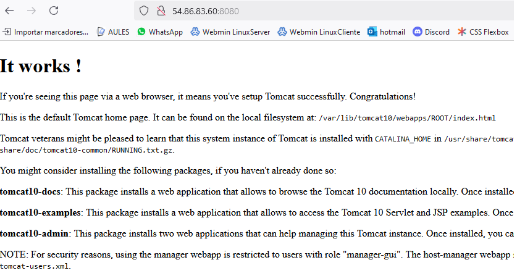 54.86.83.60:8080
Importar marcadores... AULES WhatsApp Webmin LinuxServer Webmin LinuxCliente hotmail Discord CSS Flexbox
It works !
If you're seeing this page via a web browser, it means you've setup Tomcat successfully. Congratulations!
This is the default Tomcat home page. It can be found on the local filesystem at: /var/lib/tomcat10/webapps/ROOT/index.html
Tomcat veterans might be pleased to learn that this system instance of Tomcat is installed with CATALINA_HOME in /usr/share/tomca
share/doc/tomcat10-common/RUNNING.txt.gz.
You might consider installing the following packages, if you haven't already done so:
tomcat10-docs: This package installs a web application that allows to browse the Tomcat 10 documentation locally. Once installe
tomcat10-examples: This package installs a web application that allows to access the Tomcat 10 Servlet and JSP examples. Once
tomcat10-admin: This package installs two web applications that can help managing this Tomcat instance. Once installed, you ca
NOTE: For security reasons, using the manager webapp is restricted to users with role "manager-gui". The host-manager webapp
tomcat-users.xml.